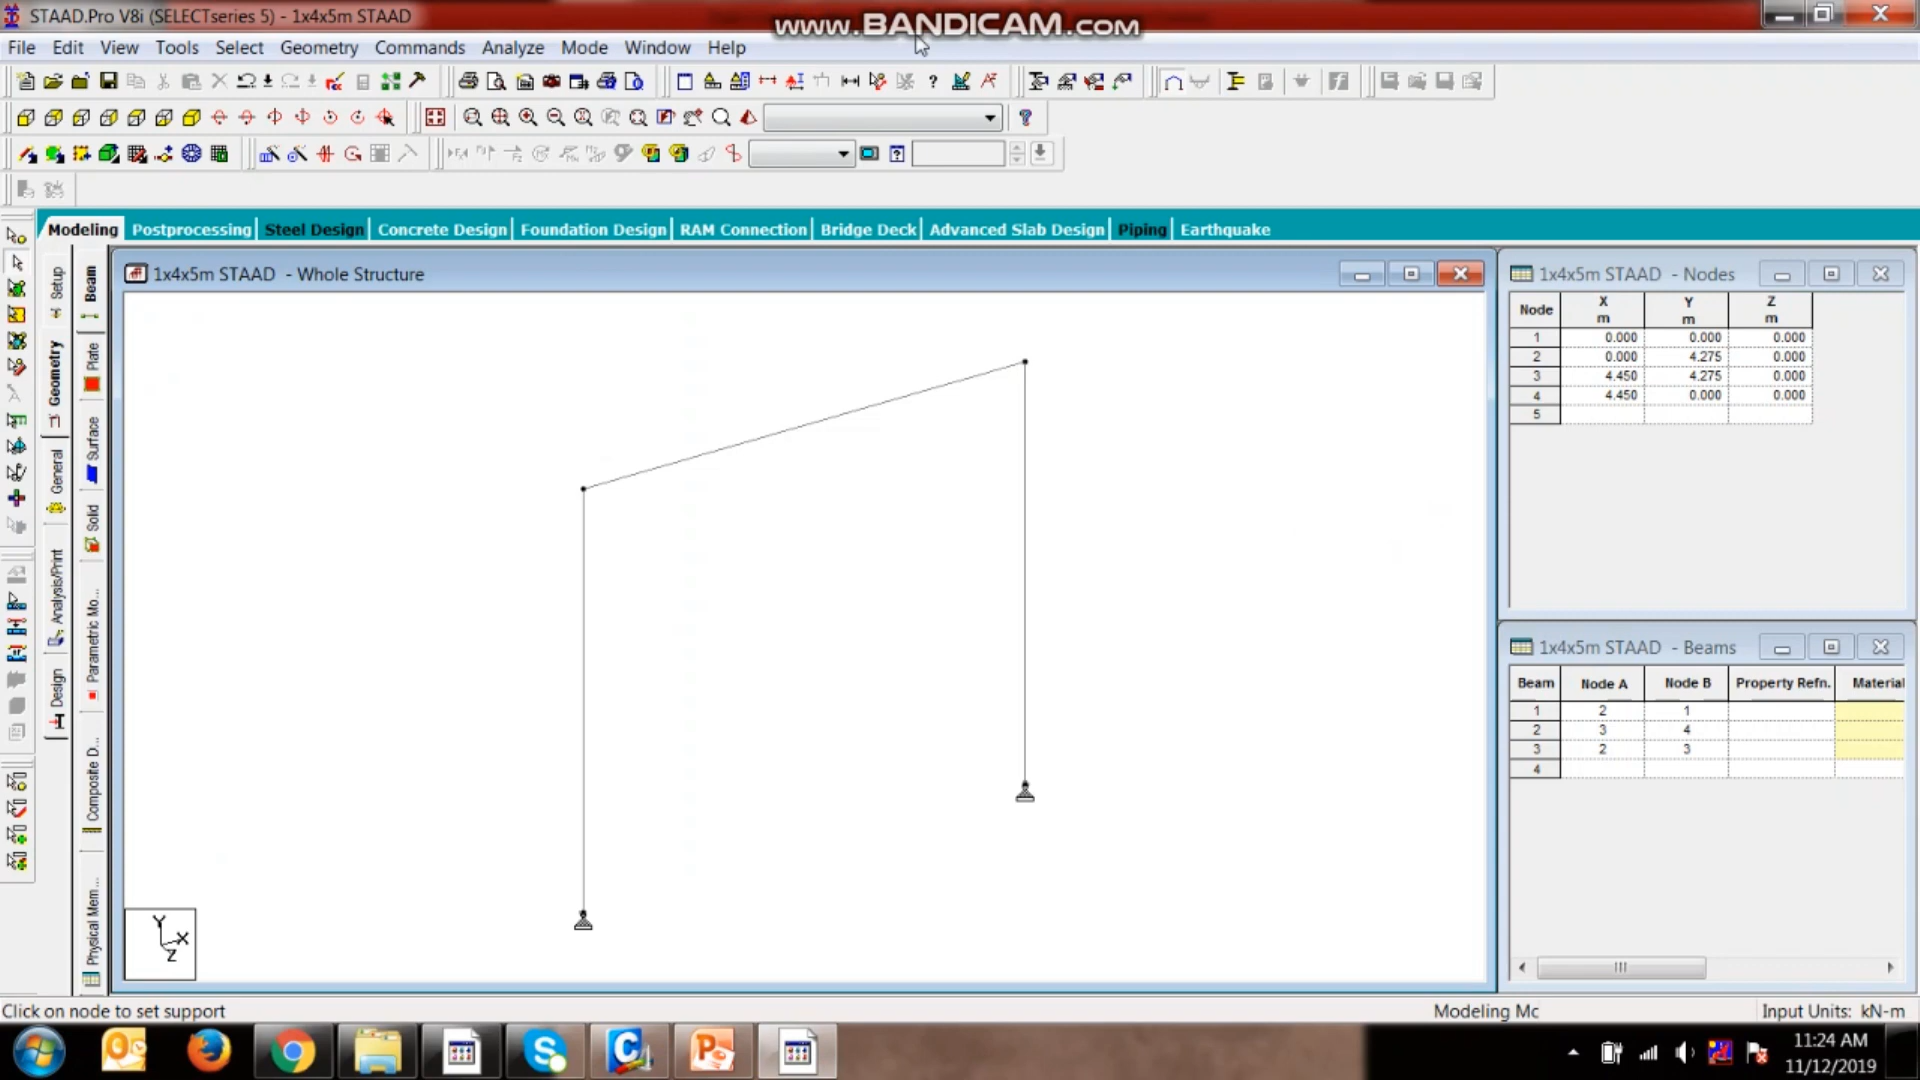 STAAD.Pro V8i (SELECTseries 5) - 1x4x5m STAAD
www.BANDICAM.com
File Edit View Tools Select Geometry Commands Analyze Mode Window Help
Modeling Postprocessing Steel Design Concrete Design Foundation Design RAM Connection Bridge Deck Advanced Slab Design Piping Earthquake
Setup
Geometry
General
Analysis/Print
Design
Beam
Plate
Surface
Solid
Parametric Mo...
Composite D...
Physical Mem...
1x4x5m STAAD - Whole Structure
Y
X
Z
1x4x5m STAAD - Nodes
Node X m Y m Z m
1 0.000 0.000 0.000
2 0.000 4.275 0.000
3 4.450 4.275 0.000
4 4.450 0.000 0.000
5
1x4x5m STAAD - Beams
Beam Node A Node B Property Refn. Material
1 2 1
2 3 4
3 2 3
4
Click on node to set support
Modeling Mc
Input Units: kN-m
11:24 AM
11/12/2019